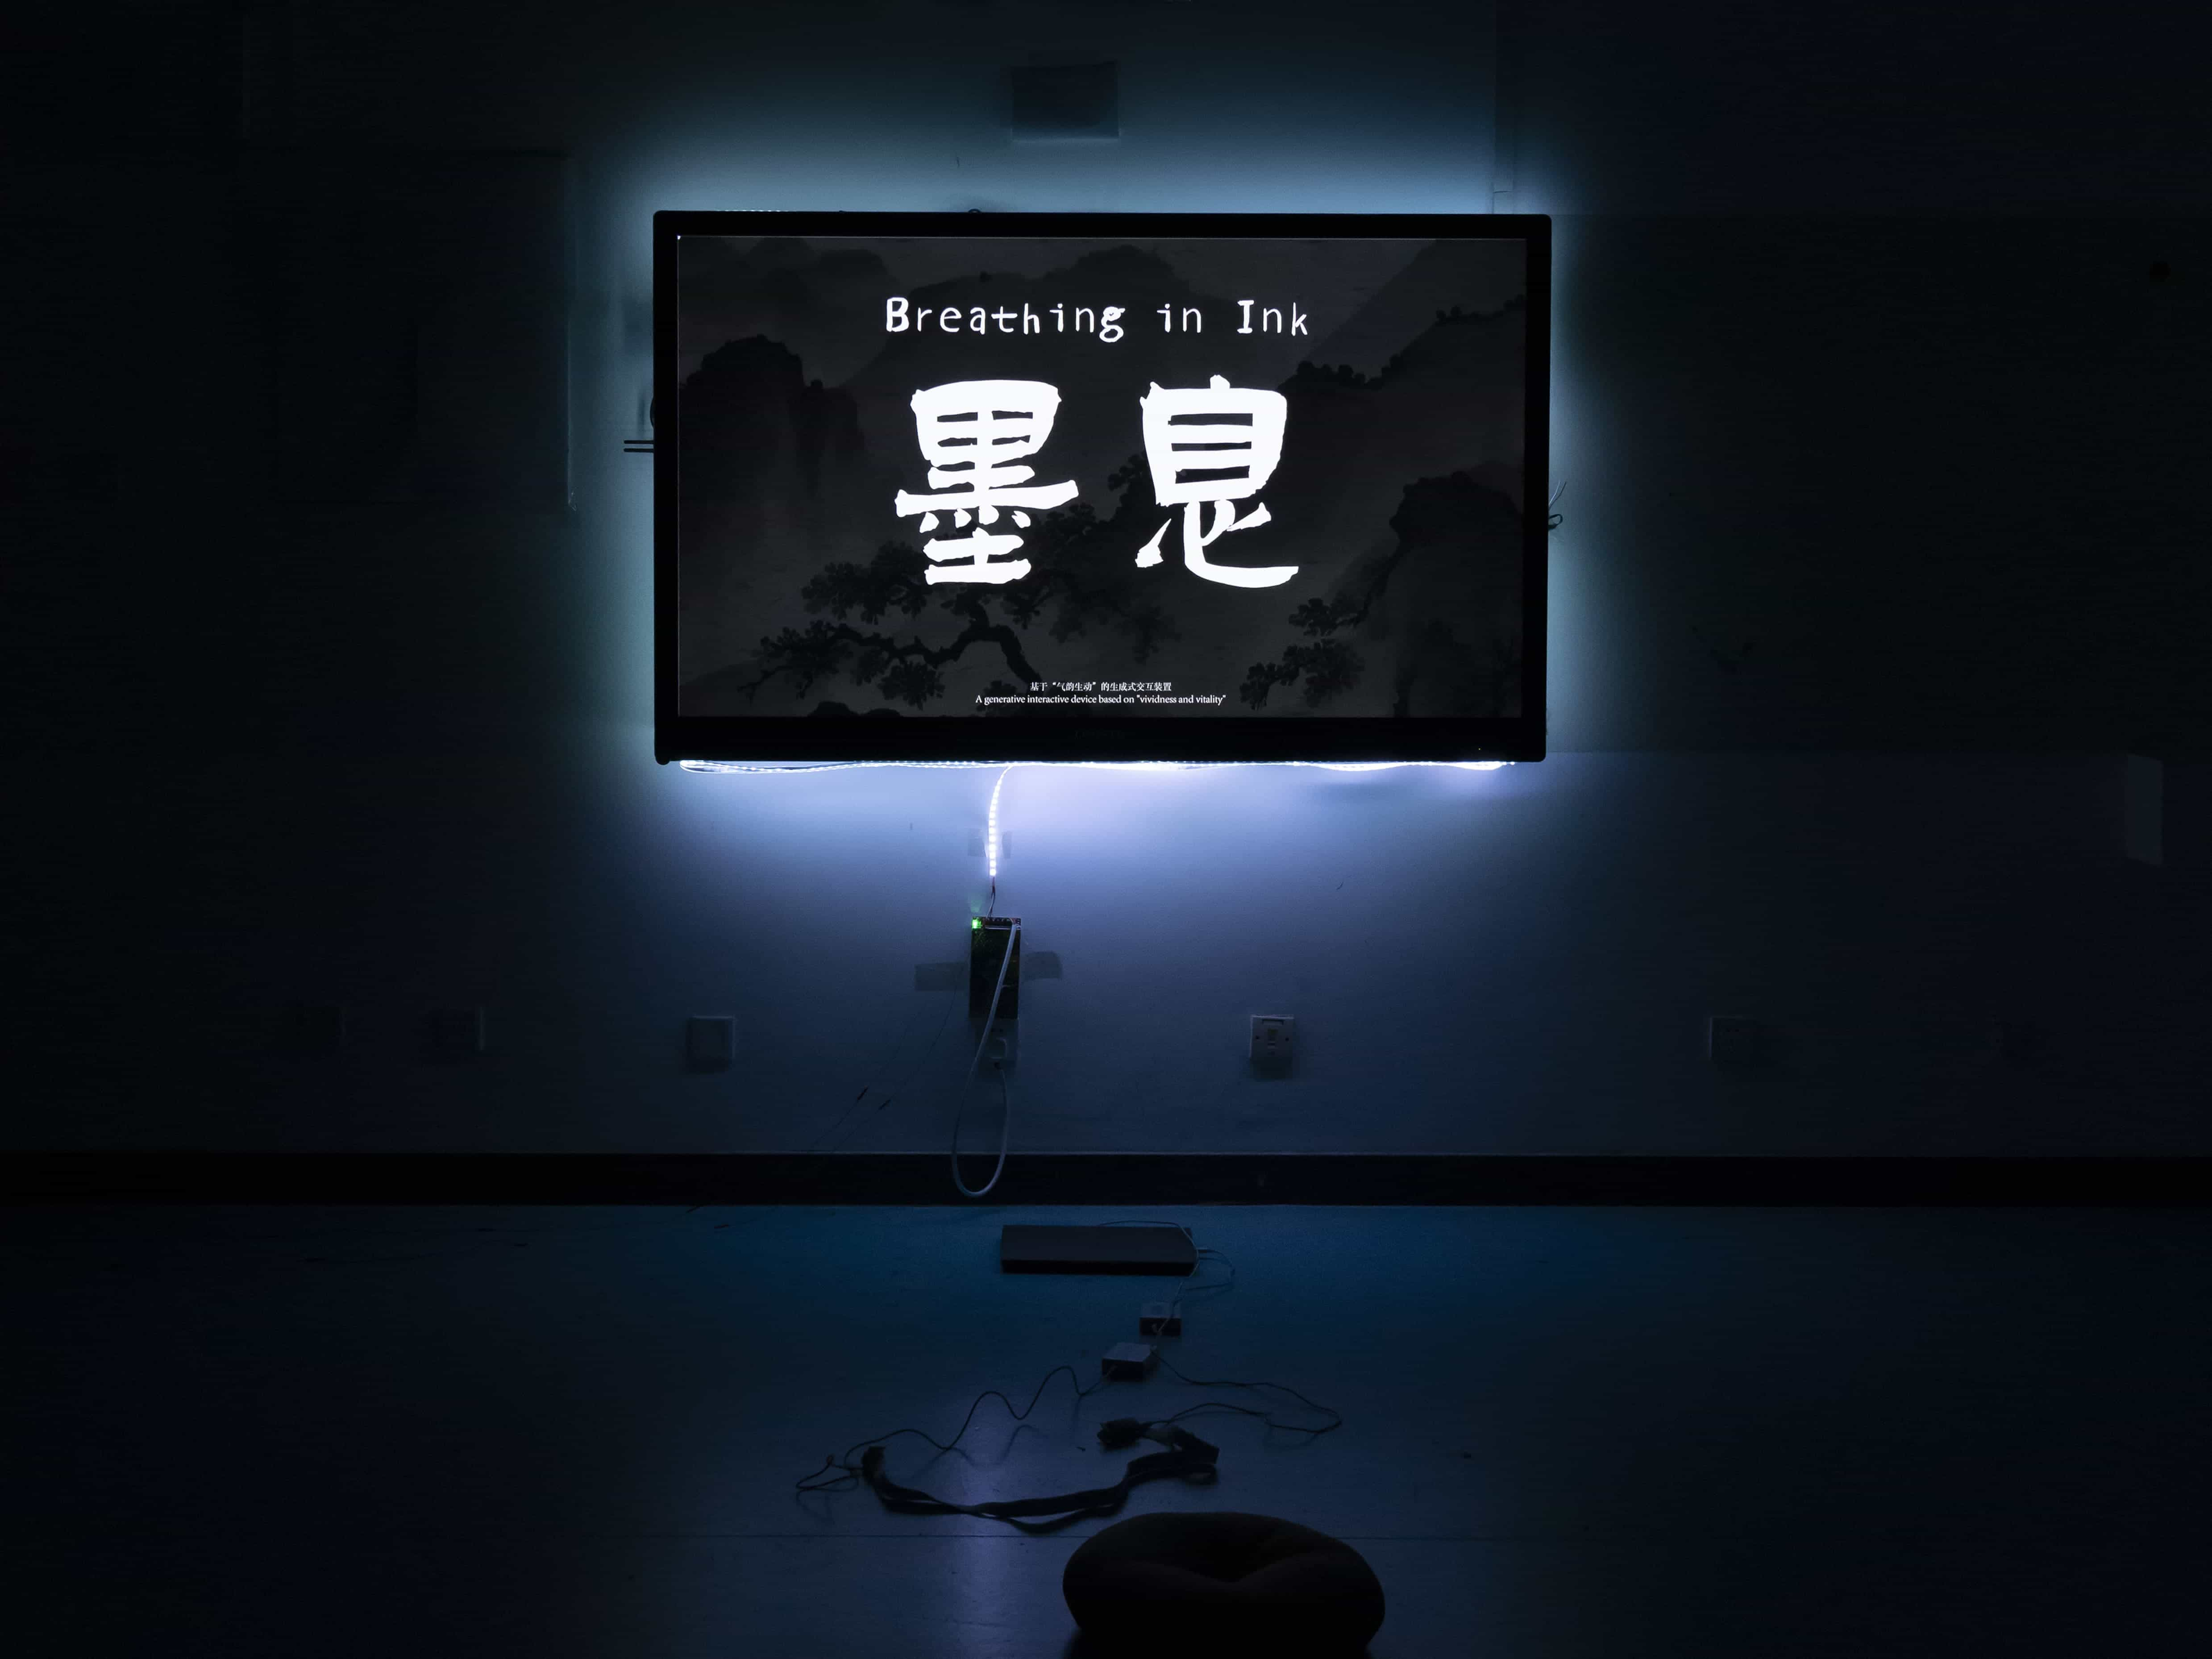 Breathing in Ink
墨息
基于“气韵生动”的生成式交互装置
A generative interactive device based on "vividness and vitality"